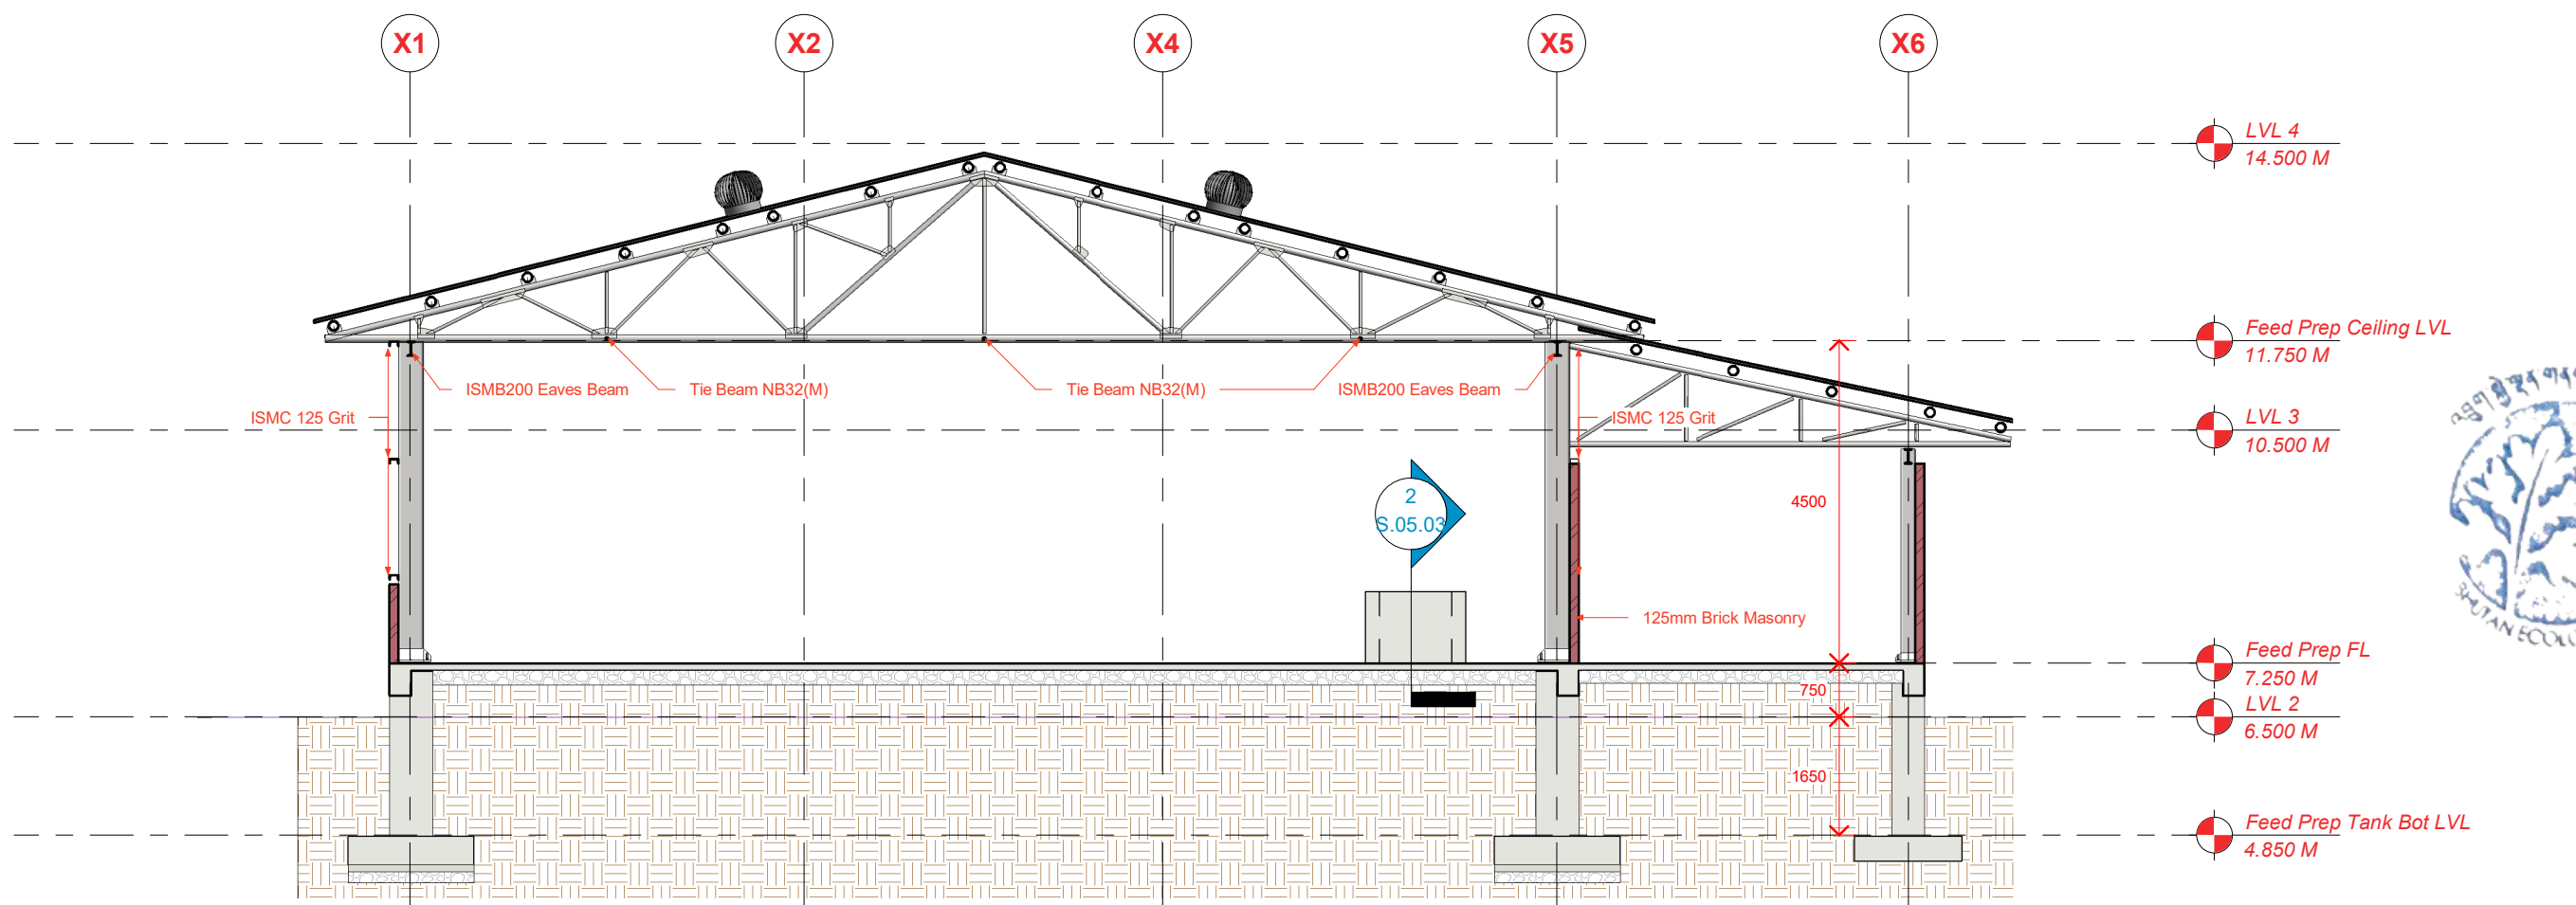 X1
X2
X4
X5
X6
LVL 4
14.500 M
Feed Prep Ceiling LVL
11.750 M
ISMB200 Eaves Beam
Tie Beam NB32(M)
Tie Beam NB32(M)
ISMB200 Eaves Beam
ISMC 125 Grit
ISMC 125 Grit
LVL 3
10.500 M
2
S.05.03
4500
125mm Brick Masonry
Feed Prep FL
7.250 M
750
LVL 2
6.500 M
1650
Feed Prep Tank Bot LVL
4.850 M